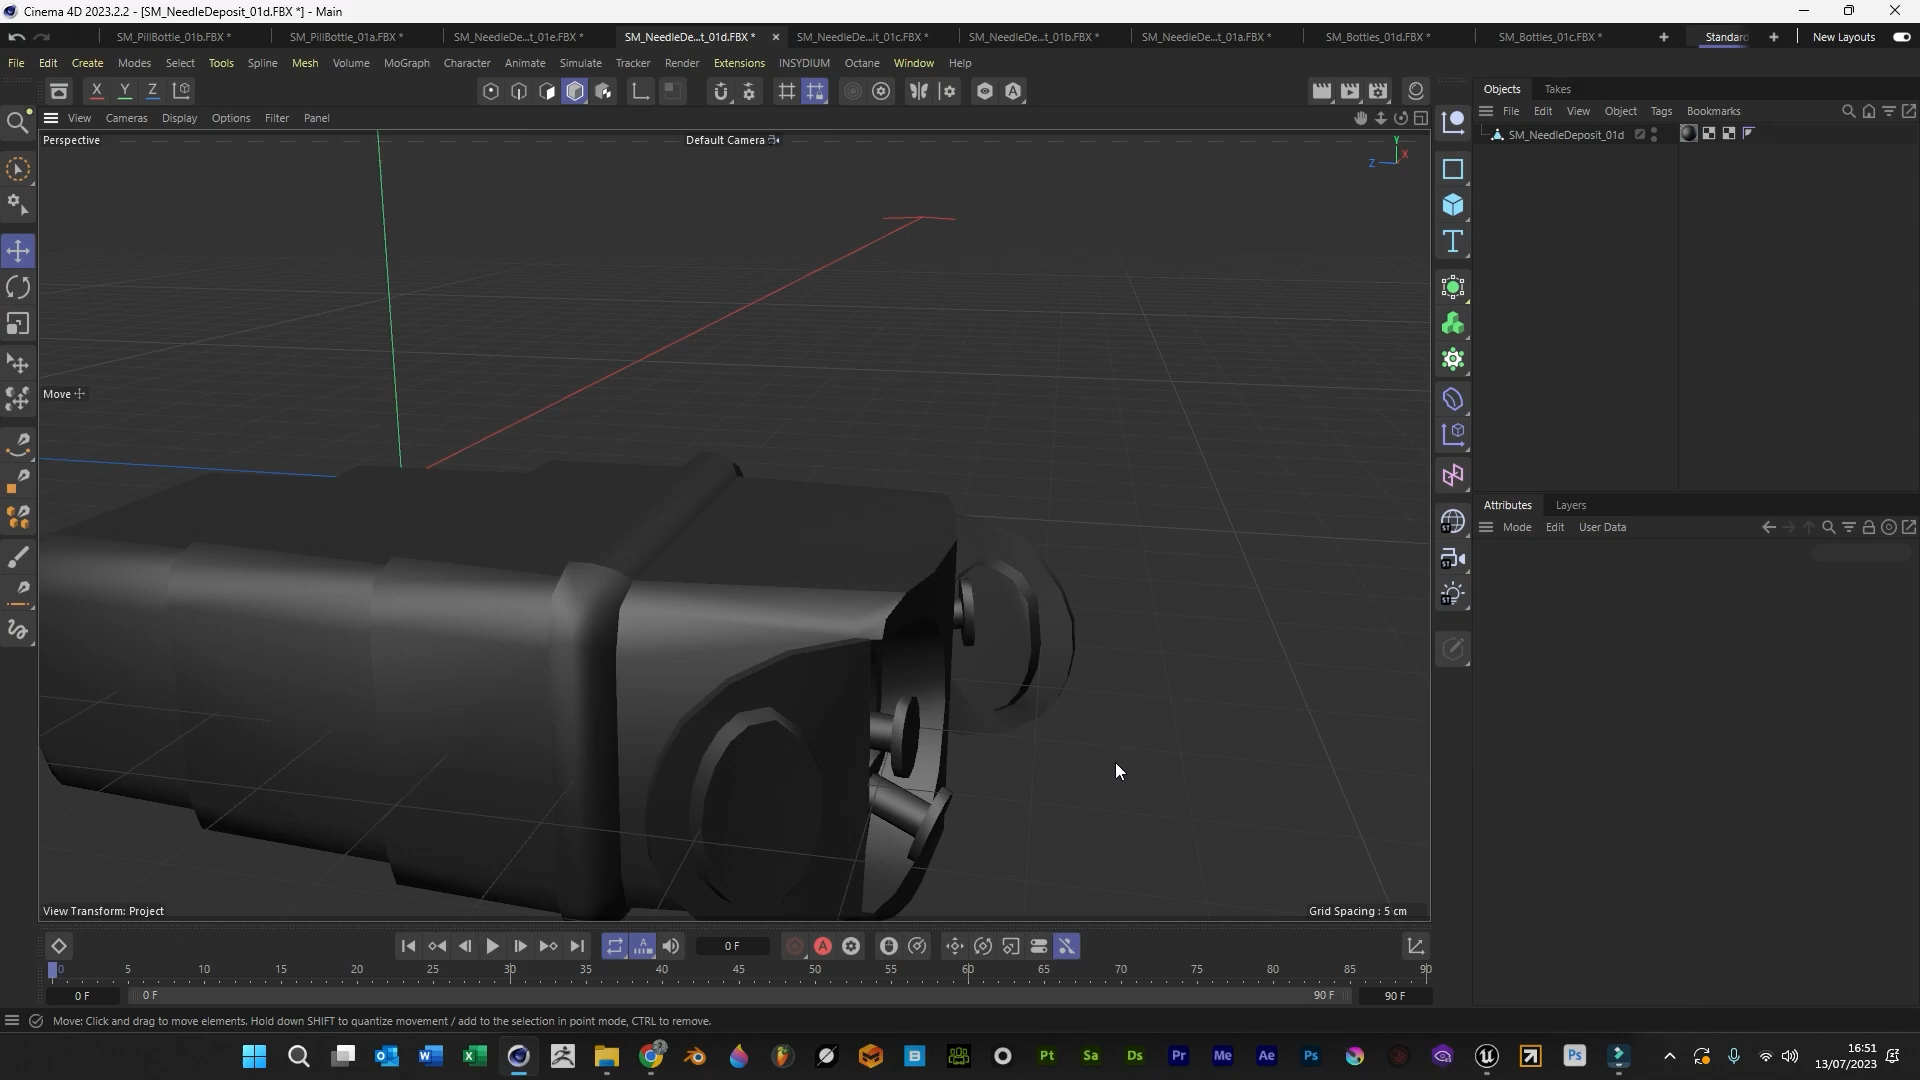 Cinema 4D 2023.2.2 - [SM_NeedleDeposit_01d.FBX *] - Main
SM_PillBottle_01b.FBX *
SM_PillBottle_01a.FBX *
SM_NeedleDe...t_01e.FBX *
SM_NeedleDe...t_01d.FBX *
SM_NeedleDe...it_01c.FBX *
SM_NeedleDe...t_01b.FBX *
SM_NeedleDe...t_01a.FBX *
SM_Bottles_01d.FBX *
SM_Bottles_01c.FBX *
Standard
New Layouts
File Edit Create Modes Select Tools Spline Mesh Volume MoGraph Character Animate Simulate Tracker Render Extensions INSYDIUM Octane Window Help
X Y Z
Objects Takes
File Edit View Object Tags Bookmarks
View Cameras Display Options Filter Panel
SM_NeedleDeposit_01d
Perspective
Default Camera
Y
X
Z
Move
Attributes Layers
Mode Edit User Data
View Transform: Project
Grid Spacing : 5 cm
0 F
0 5 10 15 20 25 30 35 40 45 50 55 60 65 70 75 80 85 90
0 F
0 F
90 F
90 F
Move: Click and drag to move elements. Hold down SHIFT to quantize movement / add to the selection in point mode, CTRL to remove.
Pt Sa Ds Pr Me Ae Ps Ps
16:51
13/07/2023